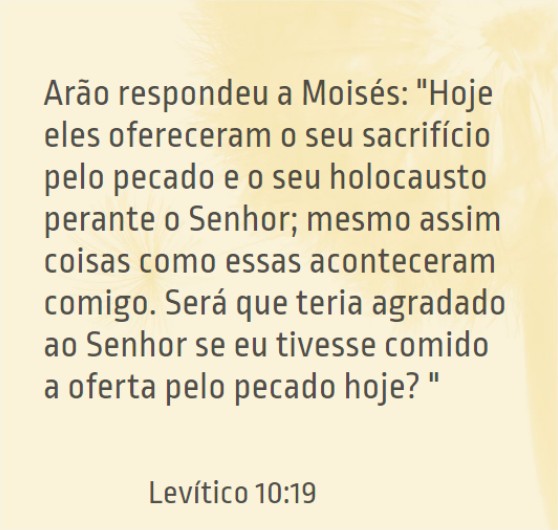 Arão respondeu a Moisés: "Hoje
eles ofereceram o seu sacrifício
pelo pecado e o seu holocausto
perante o Senhor; mesmo assim
coisas como essas aconteceram
comigo. Será que teria agradado
ao Senhor se eu tivesse comido
a oferta pelo pecado hoje? "
Levítico 10:19